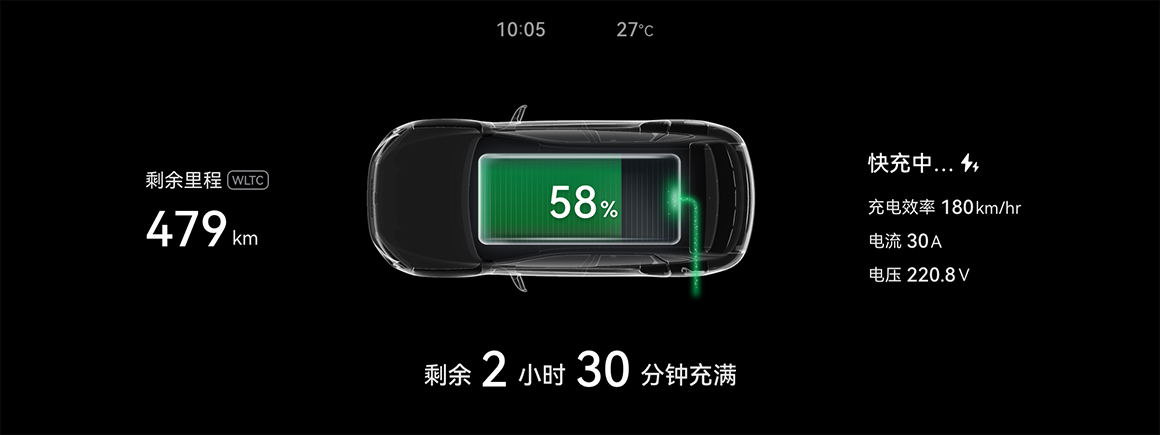 10:05 27°C
剩余里程 WLTC
479 km
58%
快充中...
充电效率 180km/hr
电流 30A
电压 220.8V
剩余 2 小时 30 分钟充满